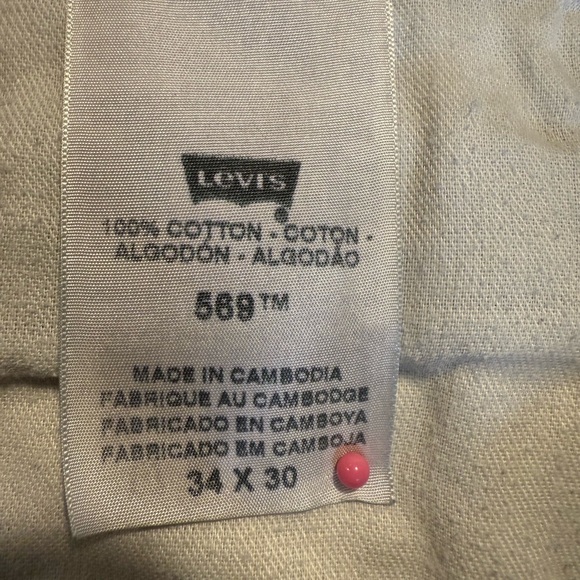 LEVI'S
®
100% COTTON - COTON -
ALGODÓN - ALGODÃO
569™
MADE IN CAMBODIA
FABRIQUE AU CAMBODGE
FABRICADO EN CAMBOYA
FABRICADO EM CAMBOJA
34 X 30